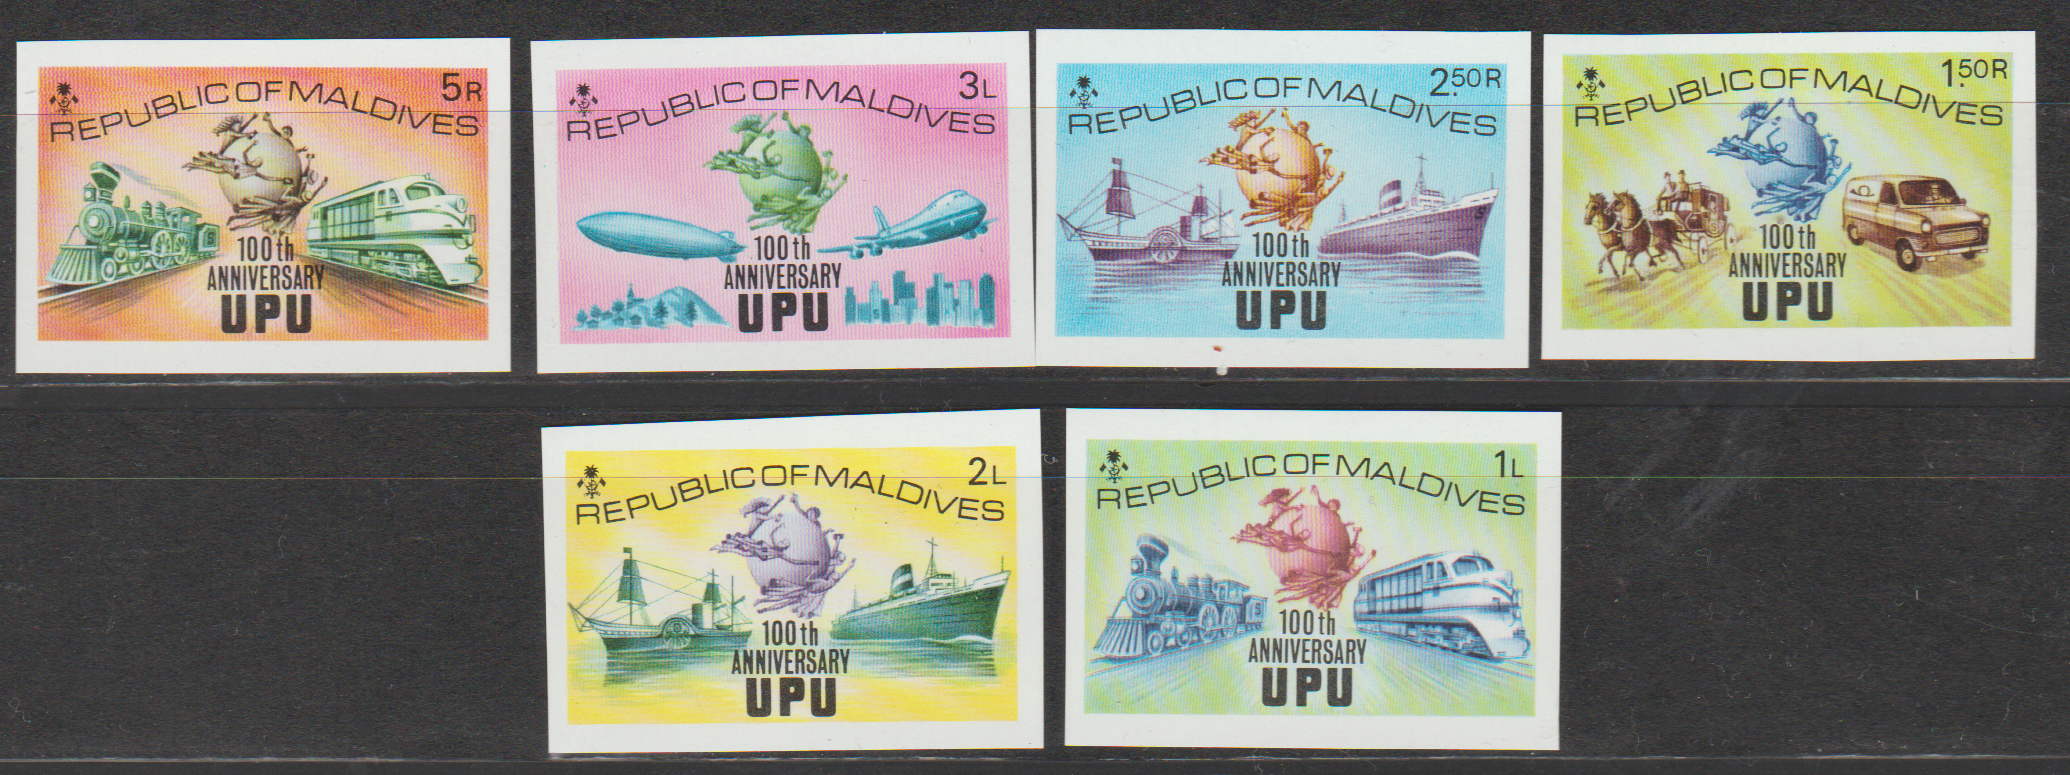 5R
REPUBLIC OF MALDIVES
100th
ANNIVERSARY
UPU
3L
REPUBLIC OF MALDIVES
100th
ANNIVERSARY
UPU
2.50R
REPUBLIC OF MALDIVES
100th
ANNIVERSARY
UPU
1.50R
REPUBLIC OF MALDIVES
100th
ANNIVERSARY
UPU
2L
REPUBLIC OF MALDIVES
100th
ANNIVERSARY
UPU
1L
REPUBLIC OF MALDIVES
100th
ANNIVERSARY
UPU